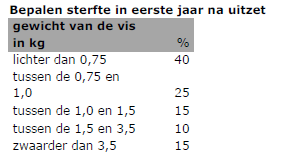 Bepalen sterfte in eerste jaar na uitzet
gewicht van de vis
in kg %
lichter dan 0,75 40
tussen de 0,75 en
1,0 25
tussen de 1,0 en 1,5 15
tussen de 1,5 en 3,5 10
zwaarder dan 3,5 15